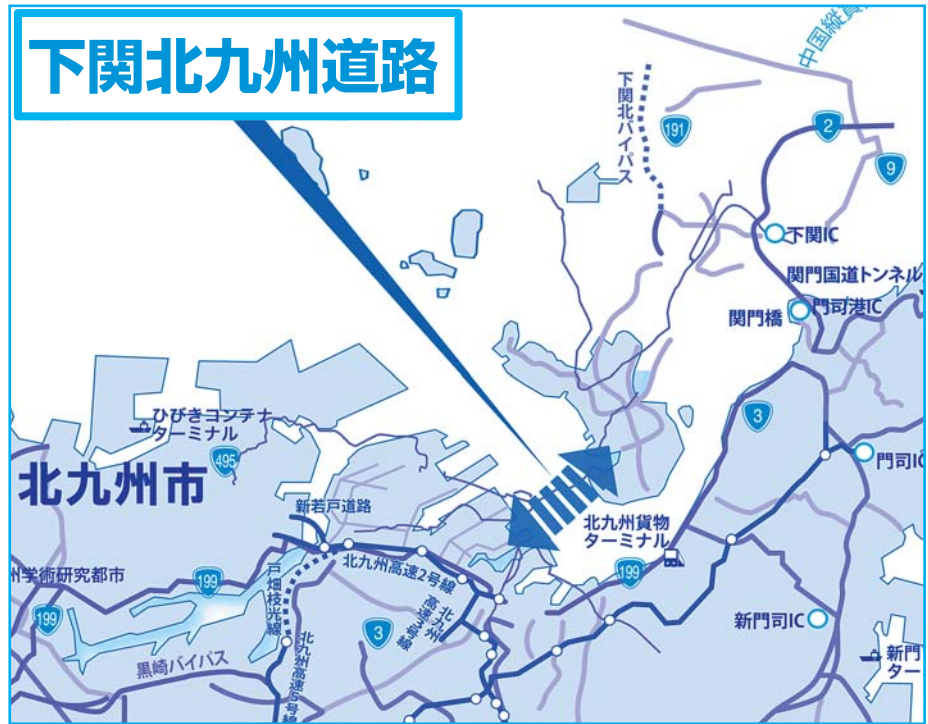 下関北九州道路
中国縦貫
下関北バイパス
191
2
9
下関IC
関門国道トンネル
関門橋
門司港IC
ひびきコンテナ
ターミナル
495
北九州市
3
門司IC
新若戸道路
北九州貨物
ターミナル
州学術研究都市
199
北九州高速2号線
199
戸畑枝光線
北九州
高速3号線
199
3
新門司IC
黒崎バイパス
北九州高速5号線
新門
ター